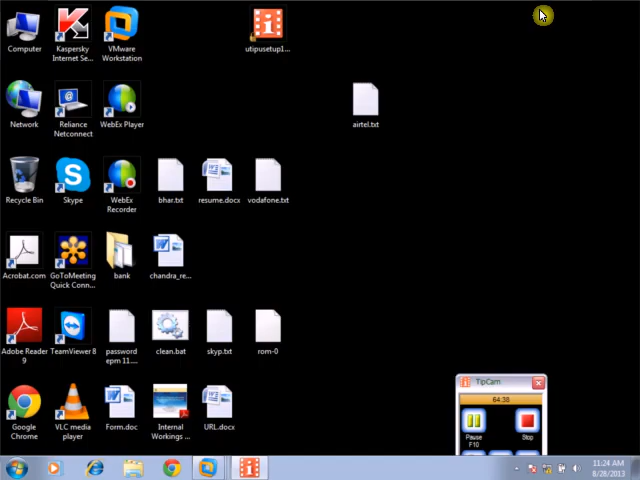 Computer
Kaspersky
Internet Se...
VMware
Workstation
utipusetup1...
Network
Reliance
Netconnect
WebEx Player
airtel.txt
Recycle Bin
Skype
WebEx
Recorder
bhar.txt
resume.docx
vodafone.txt
Acrobat.com
GoToMeeting
Quick Conn...
bank
chandra_re...
Adobe Reader
9
TeamViewer 8
password
epm 11....
clean.bat
skyp.txt
rom-0
Google
Chrome
VLC media
player
Form.doc
Internal
Workings ...
URL.docx
TipCam
64:38
Pause
F10
Stop
11:24 AM
8/28/2013